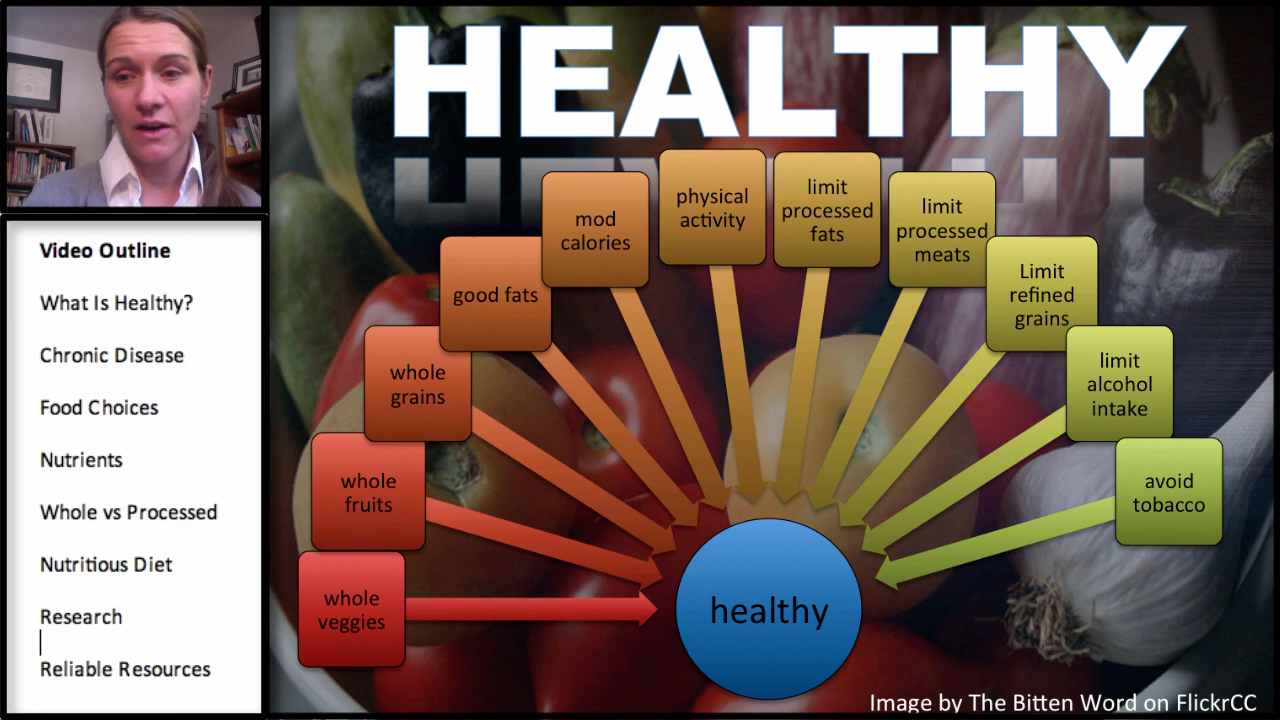 HEALTHY
Video Outline
What Is Healthy?
Chronic Disease
Food Choices
Nutrients
Whole vs Processed
Nutritious Diet
Research
Reliable Resources
whole
veggies
whole
fruits
whole
grains
good fats
mod
calories
physical
activity
limit
processed
fats
limit
processed
meats
Limit
refined
grains
limit
alcohol
intake
avoid
tobacco
healthy
Image by The Bitten Word on FlickrCC